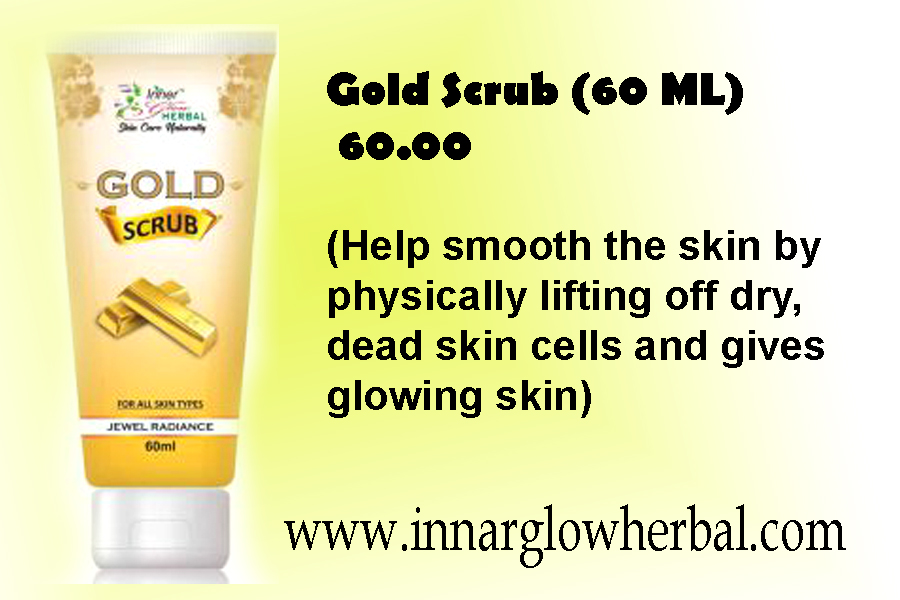 Inner
Glow
HERBAL
Skin Care Naturally
GOLD
SCRUB
FOR ALL SKIN TYPES
JEWEL RADIANCE
60ml
Gold Scrub (60 ML)
60.00
(Help smooth the skin by
physically lifting off dry,
dead skin cells and gives
glowing skin)
www.innarglowherbal.com